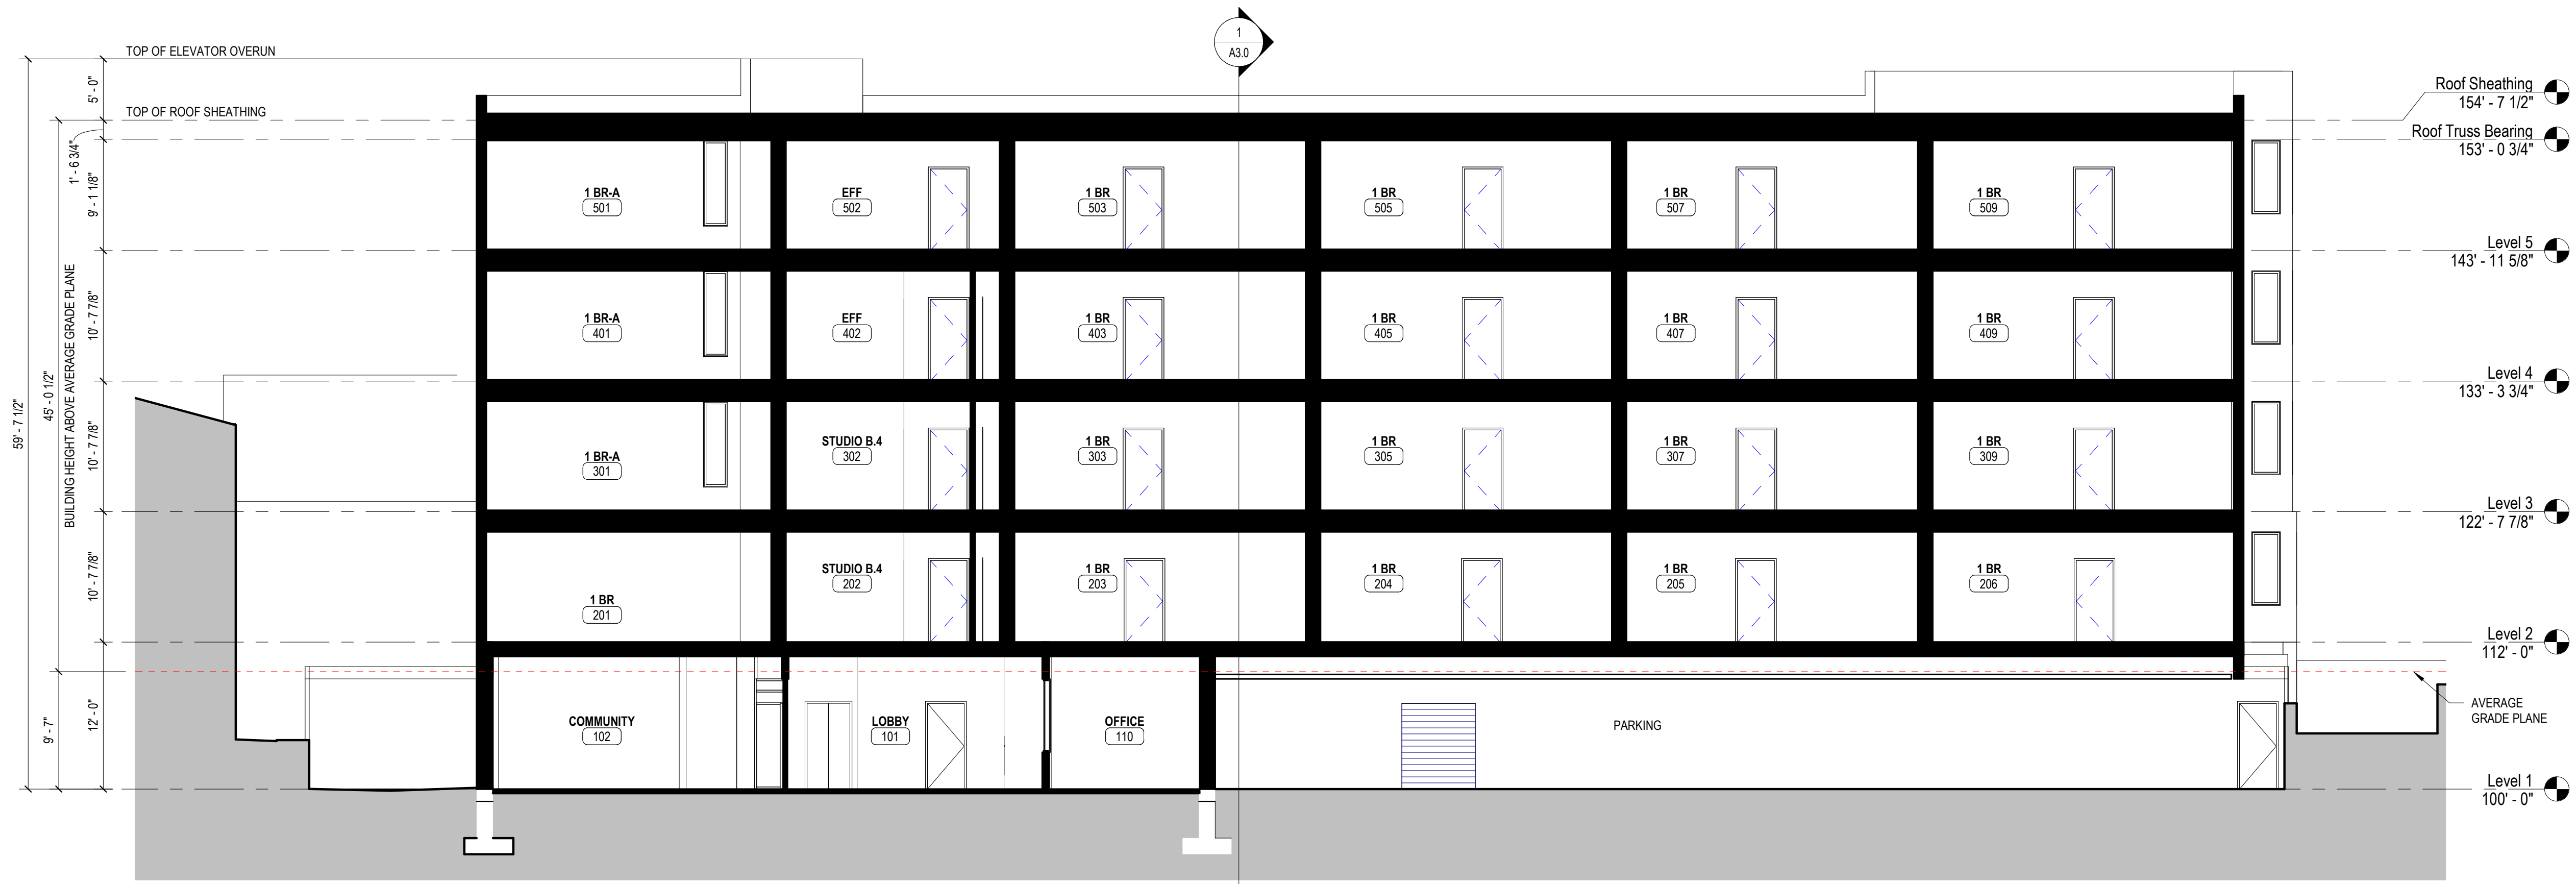 1
A3.0
TOP OF ELEVATOR OVERUN
5' - 0"
TOP OF ROOF SHEATHING
1' - 6 3/4"
9' - 1 1/8"
10' - 7 7/8"
10' - 7 7/8"
10' - 7 7/8"
12' - 0"
BUILDING HEIGHT ABOVE AVERAGE GRADE PLANE
45' - 0 1/2"
9' - 7"
59' - 7 1/2"
Roof Sheathing
154' - 7 1/2"
Roof Truss Bearing
153' - 0 3/4"
1 BR-A
501
EFF
502
1 BR
503
1 BR
505
1 BR
507
1 BR
509
Level 5
143' - 11 5/8"
1 BR-A
401
EFF
402
1 BR
403
1 BR
405
1 BR
407
1 BR
409
Level 4
133' - 3 3/4"
1 BR-A
301
STUDIO B.4
302
1 BR
303
1 BR
305
1 BR
307
1 BR
309
Level 3
122' - 7 7/8"
1 BR
201
STUDIO B.4
202
1 BR
203
1 BR
204
1 BR
205
1 BR
206
Level 2
112' - 0"
COMMUNITY
102
LOBBY
101
OFFICE
110
PARKING
AVERAGE
GRADE PLANE
Level 1
100' - 0"